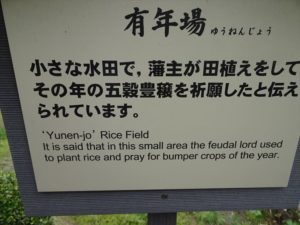 有年場 ゆうねんじょう
小さな水田で，藩主が田植えをして
その年の五穀豊穣を祈願したと伝え
られています。
‘Yunen-jo’ Rice Field
It is said that in this small area the feudal lord used
to plant rice and pray for bumper crops of the year.